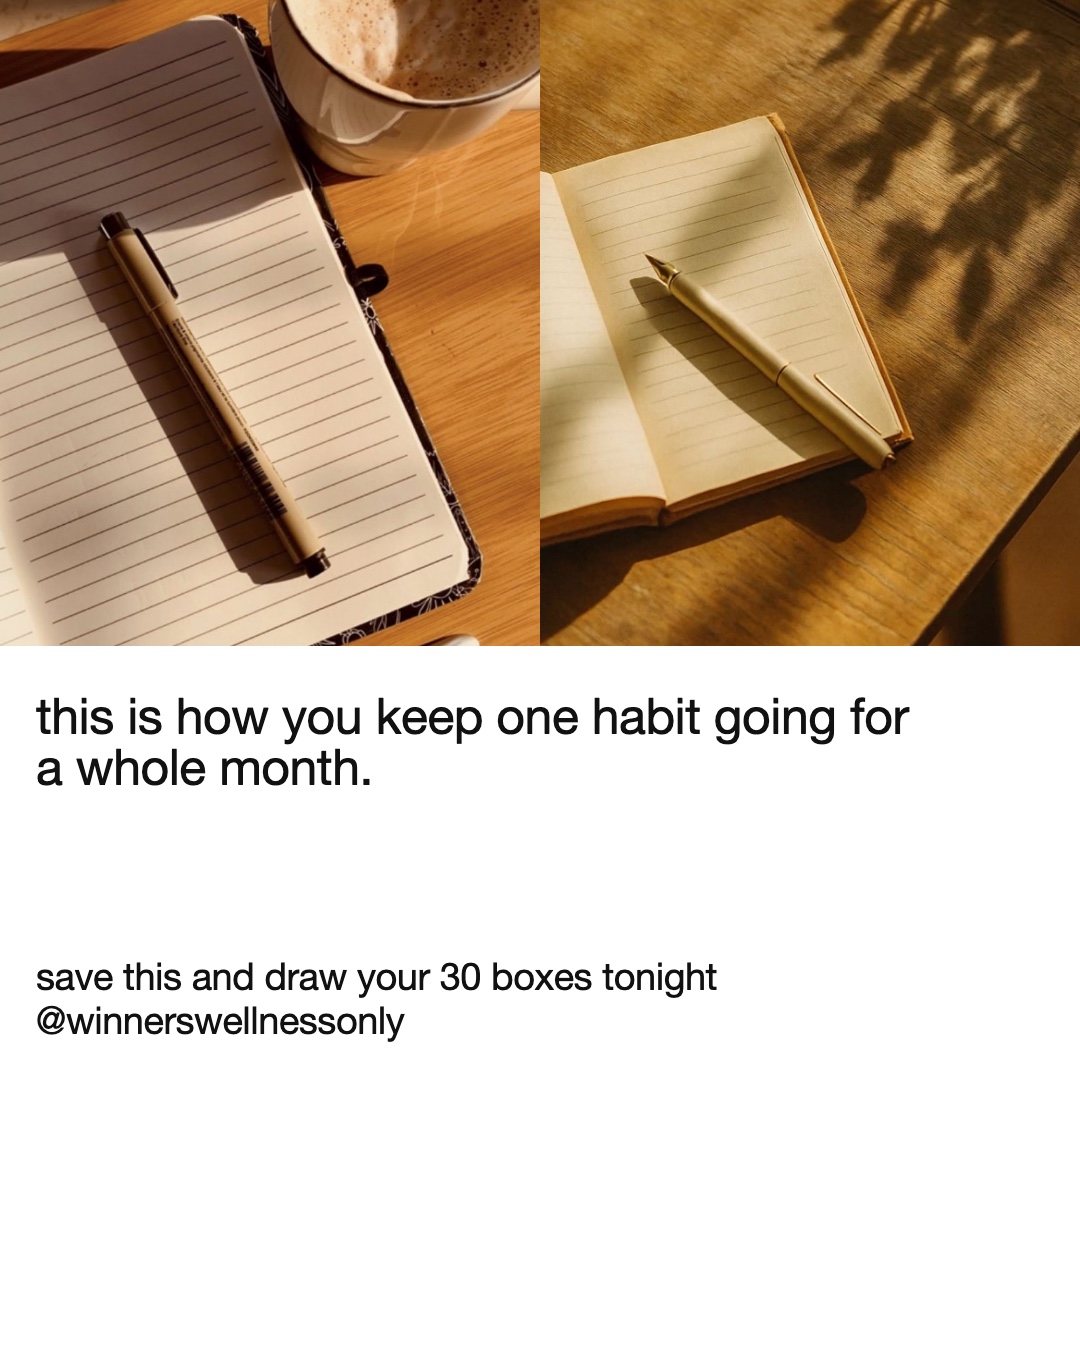 this is how you keep one habit going for
a whole month.
save this and draw your 30 boxes tonight
@winnerswellnessonly